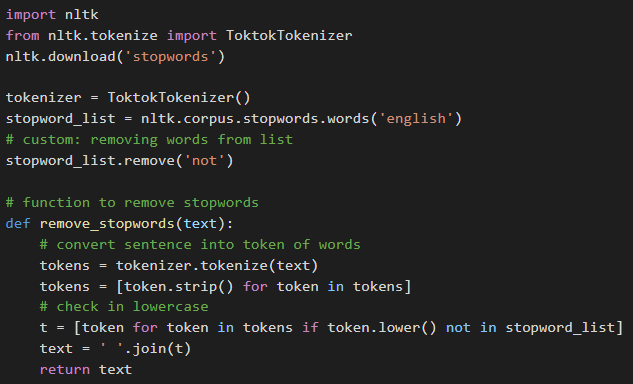 import nltk
from nltk.tokenize import ToktokTokenizer
nltk.download('stopwords')

tokenizer = ToktokTokenizer()
stopword_list = nltk.corpus.stopwords.words('english')
# custom: removing words from list
stopword_list.remove('not')

# function to remove stopwords
def remove_stopwords(text):
    # convert sentence into token of words
    tokens = tokenizer.tokenize(text)
    tokens = [token.strip() for token in tokens]
    # check in lowercase
    t = [token for token in tokens if token.lower() not in stopword_list]
    text = ' '.join(t)
    return text